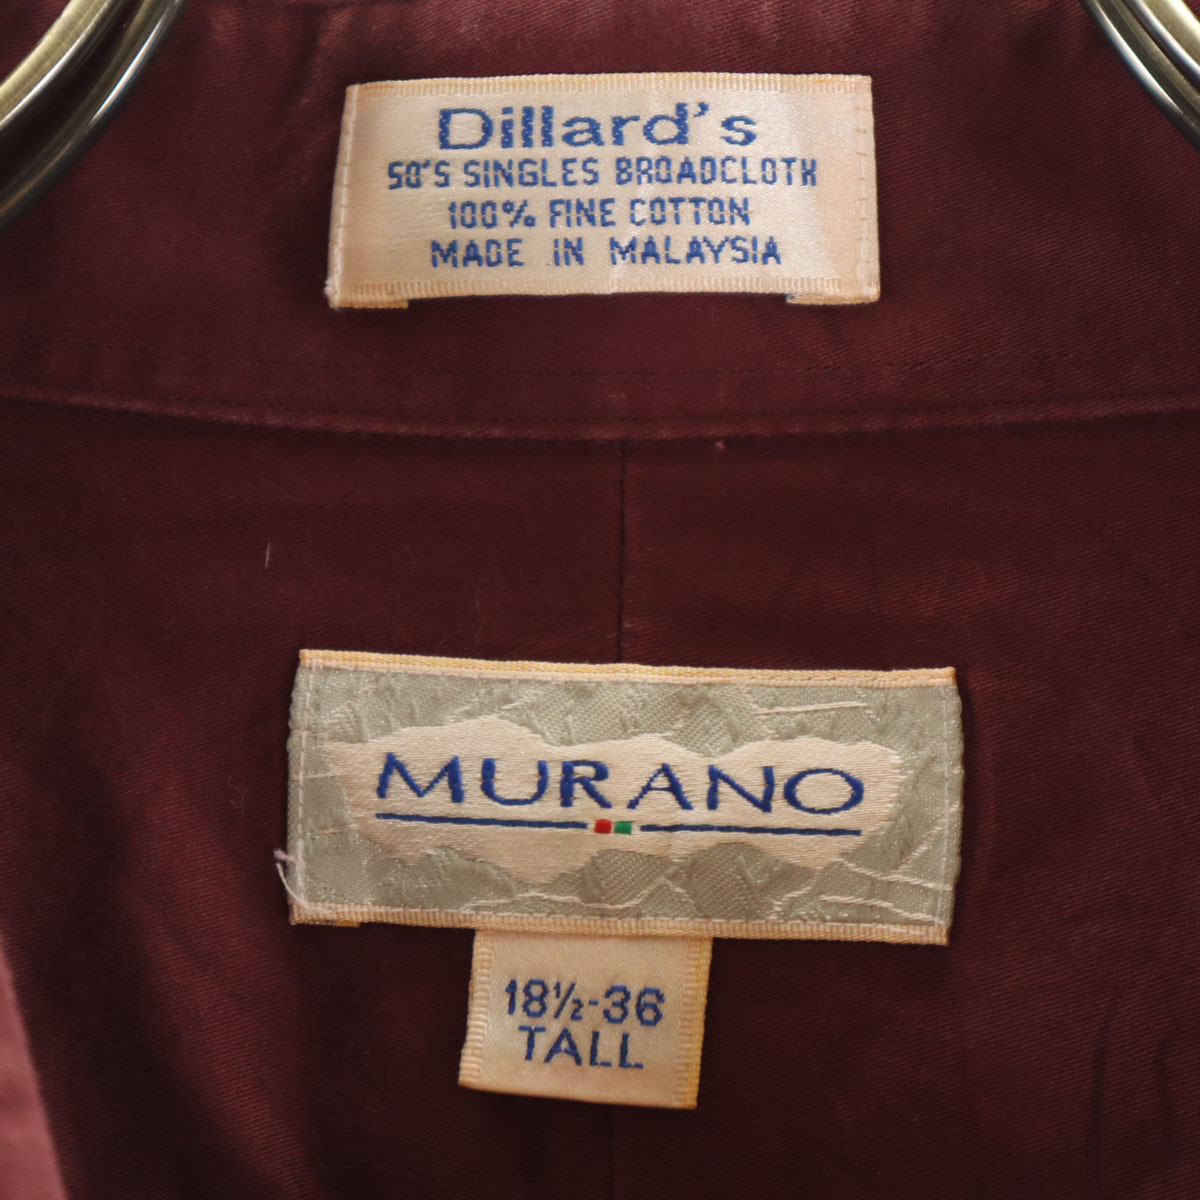 Dillard's
50'S SINGLES BROADCLOTH
100% FINE COTTON
MADE IN MALAYSIA
MURANO
18½-36
TALL